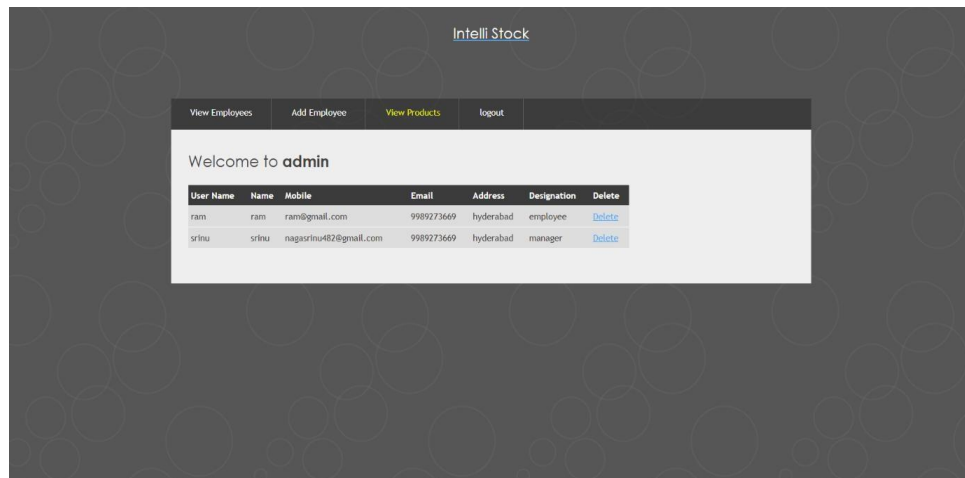 Intelli Stock
View Employees Add Employee View Products logout
Welcome to admin
User Name Name Mobile Email Address Designation Delete
ram ram ram@gmail.com 9989273669 hyderabad employee Delete
srinu srinu nagasrinu482@gmail.com 9989273669 hyderabad manager Delete